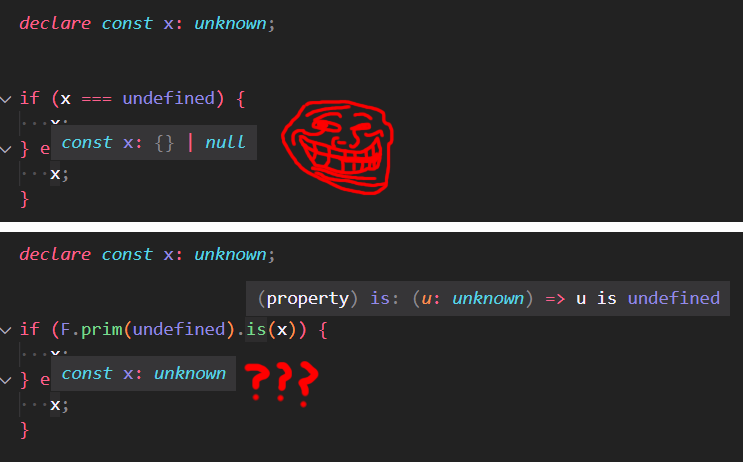 declare const x: unknown;
if (x === undefined) {
x;
const x: {} | null
} e
x;
}
declare const x: unknown;
(property) is: (u: unknown) => u is undefined
if (F.prim(undefined).is(x)) {
x;
const x: unknown
???
} e
x;
}